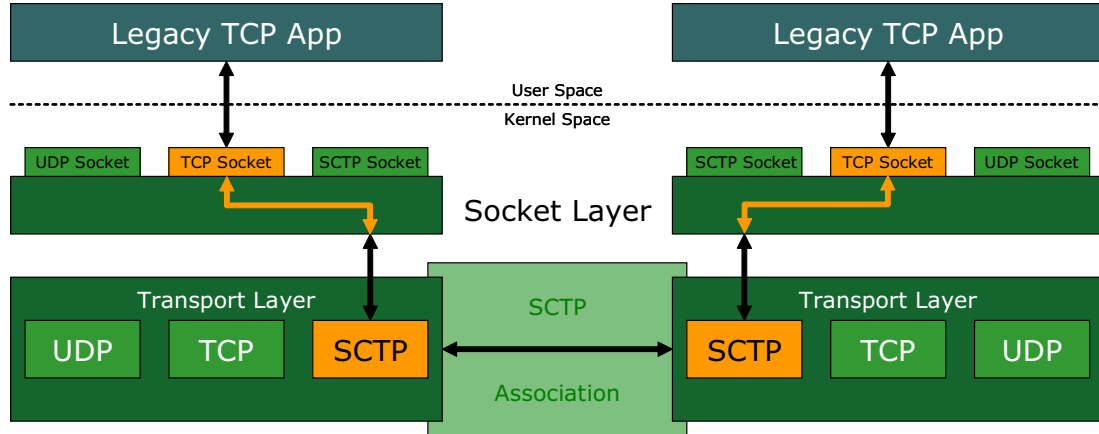 Legacy TCP App
Legacy TCP App
User Space
Kernel Space
UDP Socket TCP Socket SCTP Socket
SCTP Socket TCP Socket UDP Socket
Socket Layer
Transport Layer
UDP TCP SCTP
SCTP
Association
Transport Layer
SCTP TCP UDP